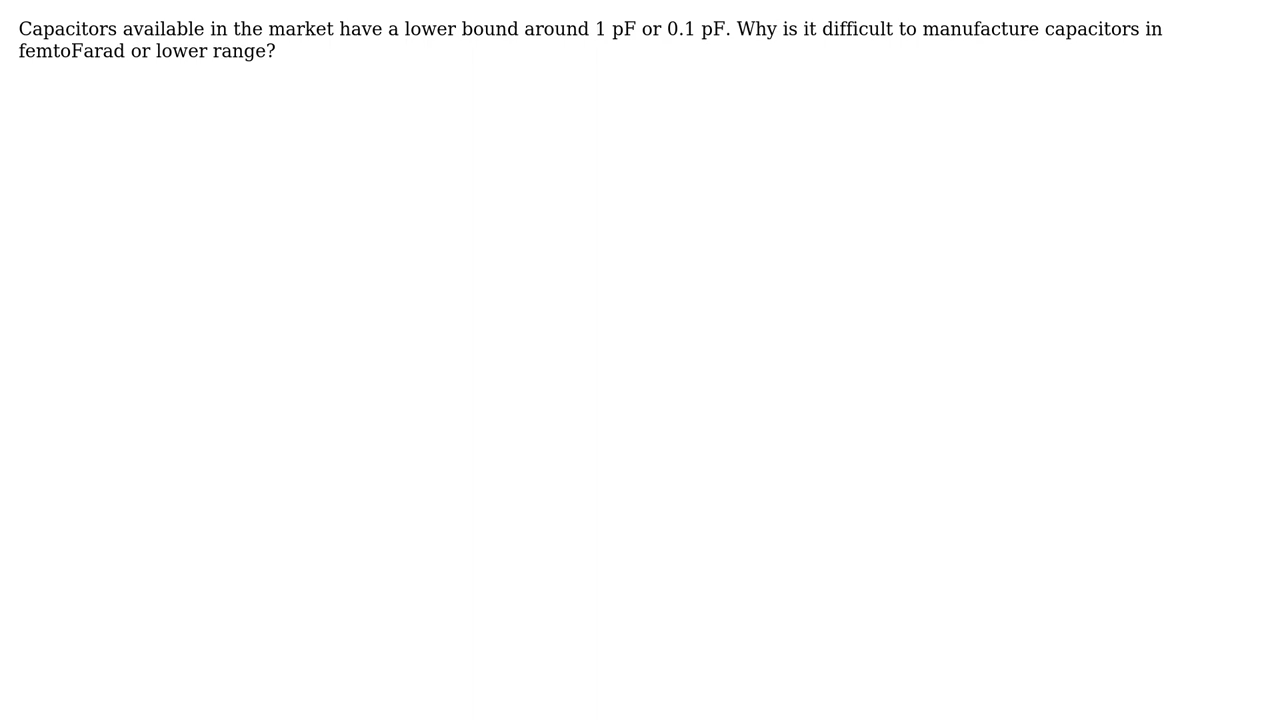 Capacitors available in the market have a lower bound around 1 pF or 0.1 pF. Why is it difficult to manufacture capacitors in
femtoFarad or lower range?